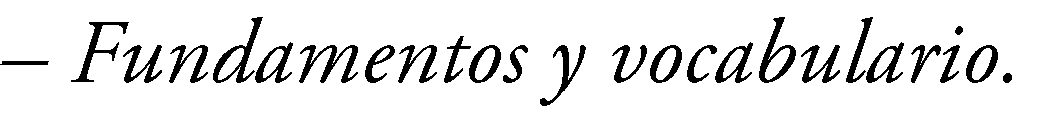 – Fundamentos y vocabulario.